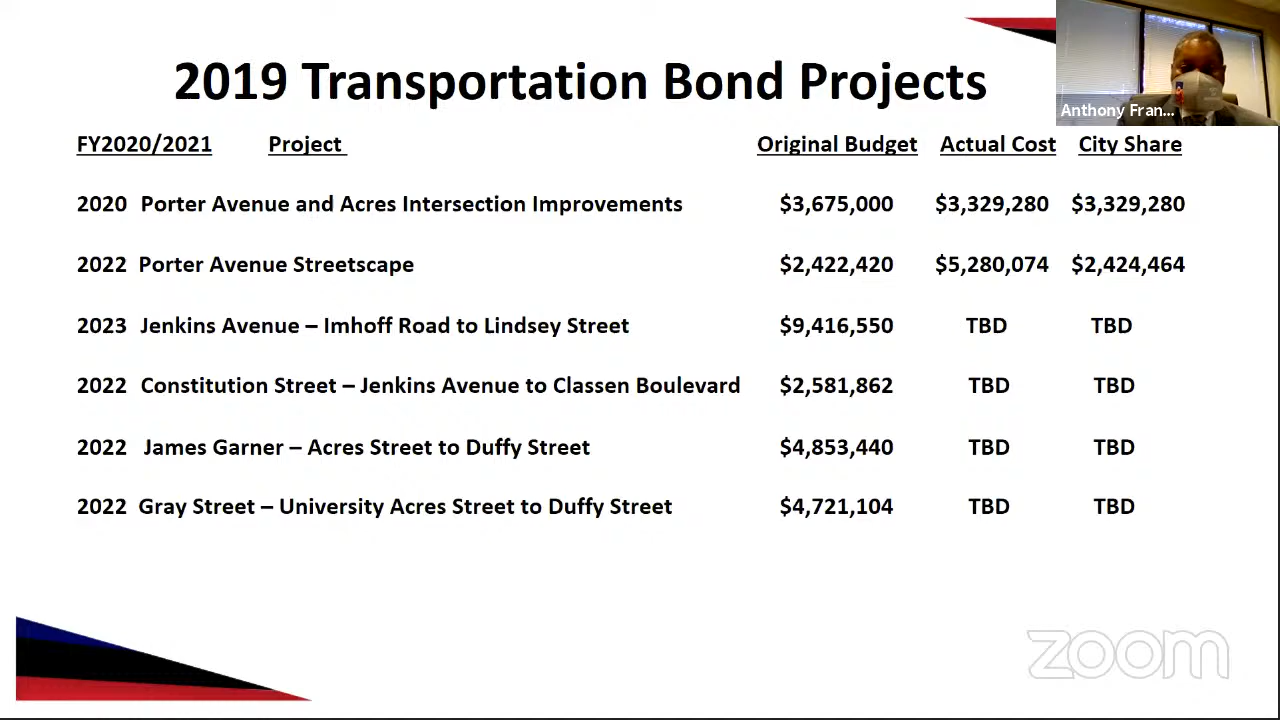 2019 Transportation Bond Projects
Anthony Fran...
FY2020/2021 Project Original Budget Actual Cost City Share
2020 Porter Avenue and Acres Intersection Improvements $3,675,000 $3,329,280 $3,329,280
2022 Porter Avenue Streetscape $2,422,420 $5,280,074 $2,424,464
2023 Jenkins Avenue – Imhoff Road to Lindsey Street $9,416,550 TBD TBD
2022 Constitution Street – Jenkins Avenue to Classen Boulevard $2,581,862 TBD TBD
2022 James Garner – Acres Street to Duffy Street $4,853,440 TBD TBD
2022 Gray Street – University Acres Street to Duffy Street $4,721,104 TBD TBD
zoom